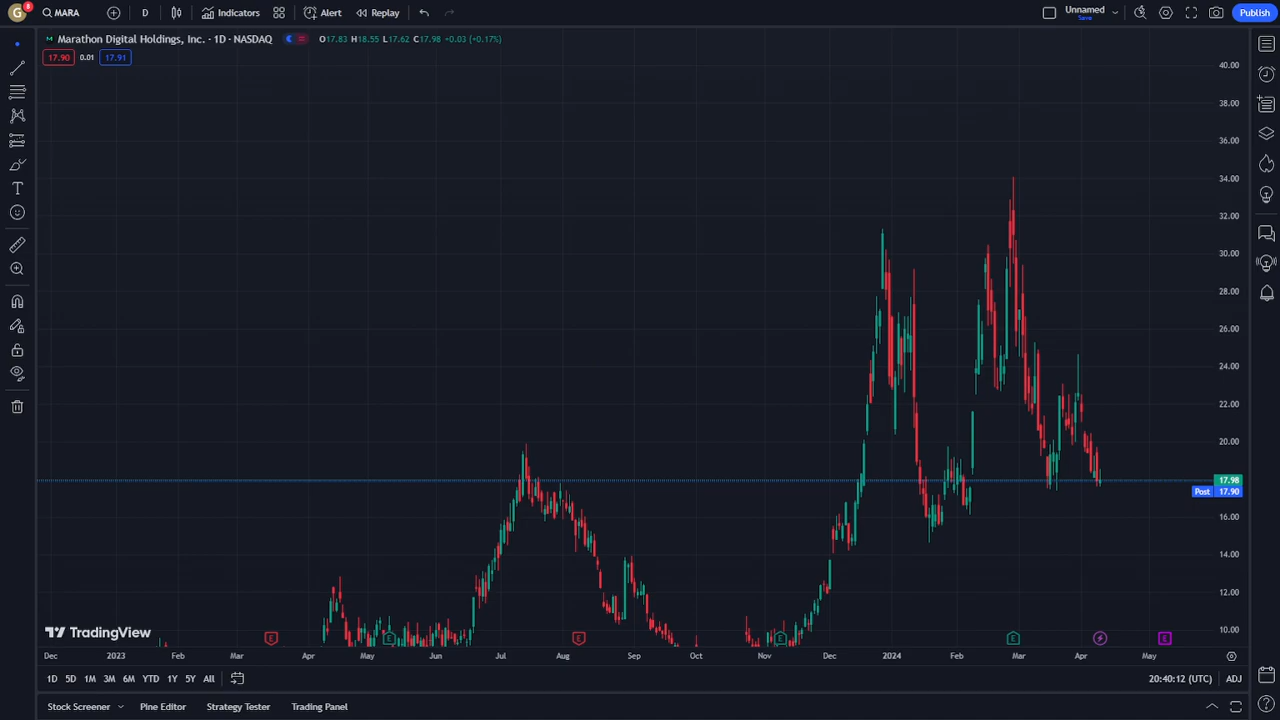 G 8 MARA D Indicators Alert Replay Unnamed Save Publish
Marathon Digital Holdings, Inc. · 1D · NASDAQ O17.83 H18.55 L17.62 C17.98 +0.03 (+0.17%)
17.90 0.01 17.91
40.00
38.00
36.00
34.00
32.00
30.00
28.00
26.00
24.00
22.00
20.00
17.98
Post 17.90
16.00
14.00
12.00
10.00
TradingView
E E E E E E
Dec 2023 Feb Mar Apr May Jun Jul Aug Sep Oct Nov Dec 2024 Feb Mar Apr May
1D 5D 1M 3M 6M YTD 1Y 5Y All 20:40:12 (UTC) ADJ
Stock Screener Pine Editor Strategy Tester Trading Panel